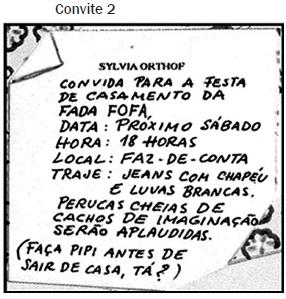 Convite 2
SYLVIA ORTHOF
CONVIDA PARA A FESTA
DE CASAMENTO DA
FADA FOFA,
DATA: PRÓXIMO SÁBADO
HORA: 18 HORAS
LOCAL: FAZ-DE-CONTA
TRAJE: JEANS COM CHAPÉU
E LUVAS BRANCAS.
PERUCAS CHEIAS DE
CACHOS DE IMAGINAÇÃO
SERÃO APLAUDIDAS.
(FAÇA PIPI ANTES DE
SAIR DE CASA, TÁ?)